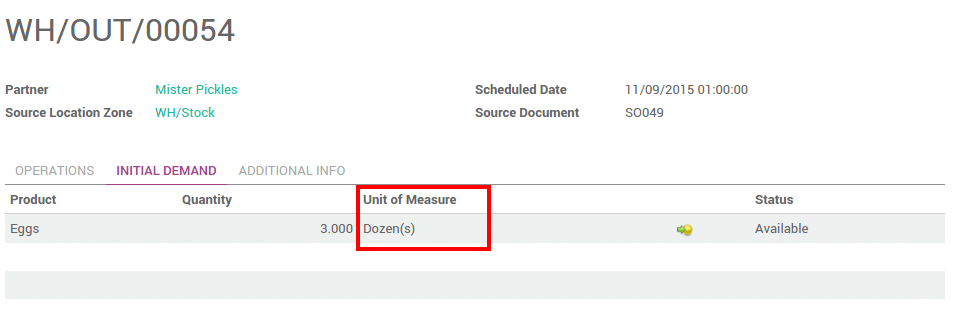 WH/OUT/00054
Partner Mister Pickles Scheduled Date 11/09/2015 01:00:00
Source Location Zone WH/Stock Source Document SO049
OPERATIONS INITIAL DEMAND ADDITIONAL INFO
Product Quantity Unit of Measure Status
Eggs 3.000 Dozen(s) Available